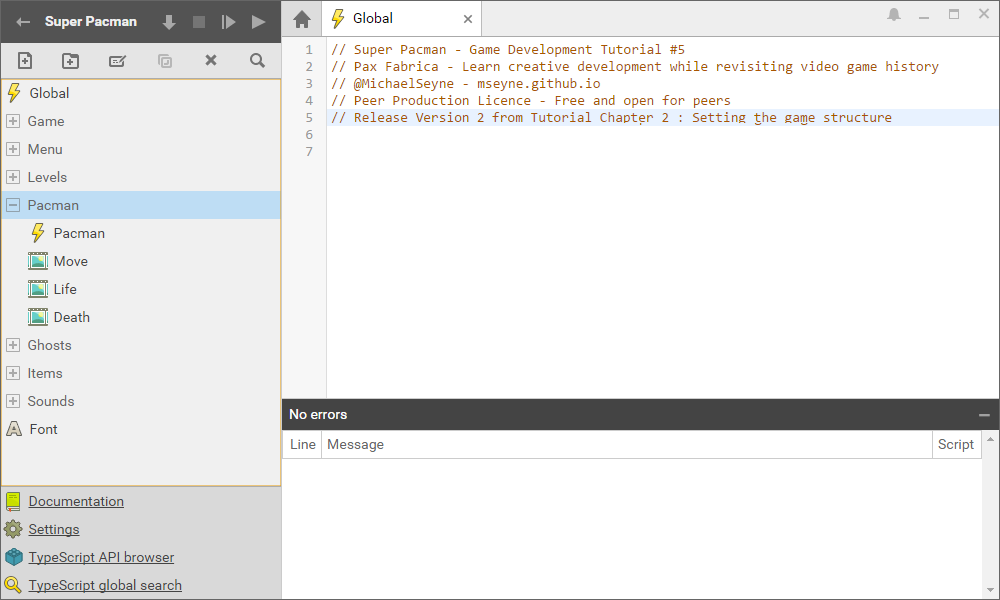 Super Pacman
Global
Global
Game
Menu
Levels
Pacman
Pacman
Move
Life
Death
Ghosts
Items
Sounds
Font
Documentation
Settings
TypeScript API browser
TypeScript global search
1 // Super Pacman - Game Development Tutorial #5
2 // Pax Fabrica - Learn creative development while revisiting video game history
3 // @MichaelSeyne - mseyne.github.io
4 // Peer Production Licence - Free and open for peers
5 // Release Version 2 from Tutorial Chapter 2 : Setting the game structure
6
7
No errors
Line Message Script